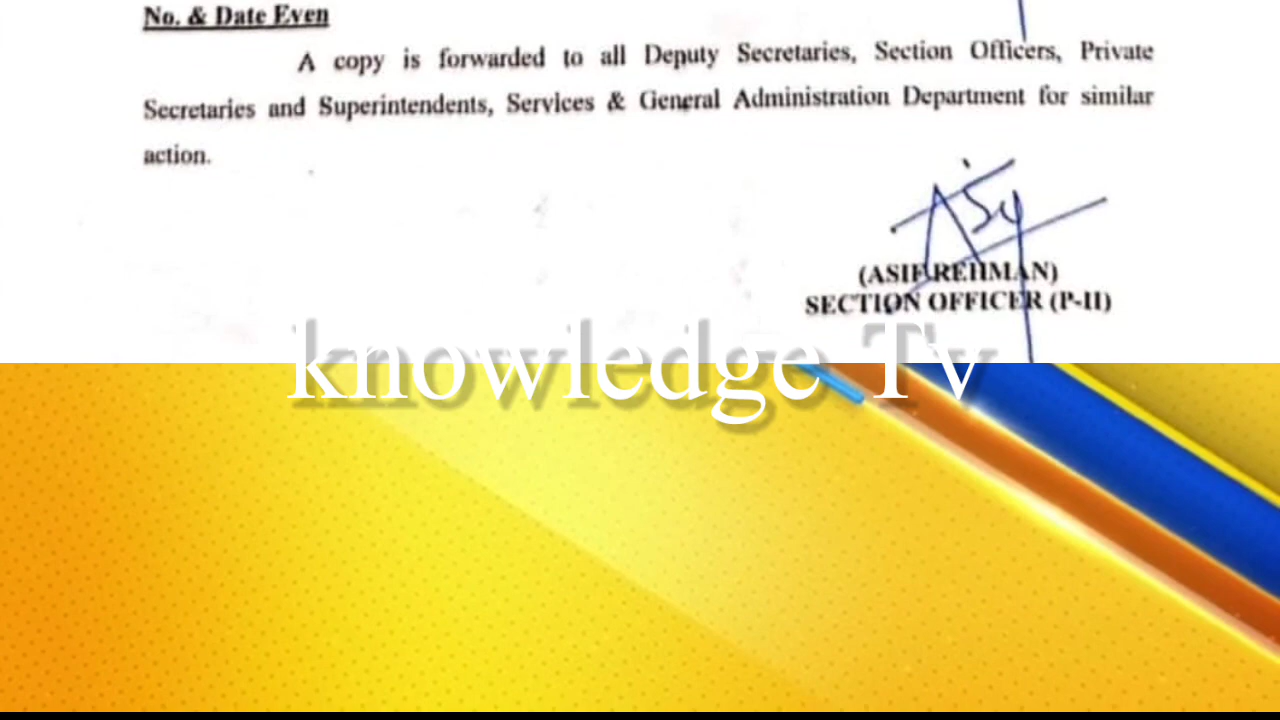 No. & Date Even
A copy is forwarded to all Deputy Secretaries, Section Officers, Private
Secretaries and Superintendents, Services & General Administration Department for similar
action.
(ASIF REHMAN)
SECTION OFFICER (P-II)
knowledge Tv